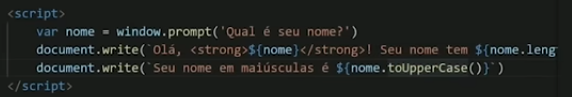 <script>
var nome = window.prompt('Qual é seu nome?')
document.write(`Olá, <strong>${nome}</strong>! Seu nome tem ${nome.leng
document.write(`Seu nome em maiúsculas é ${nome.toUpperCase()}`)
</script>